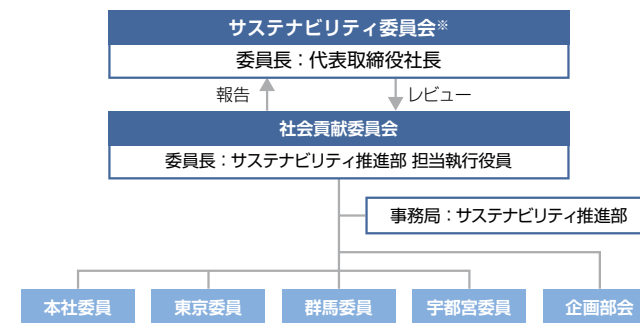 サステナビリティ委員会※
委員長：代表取締役社長
報告 レビュー
社会貢献委員会
委員長：サステナビリティ推進部 担当執行役員
事務局：サステナビリティ推進部
本社委員 東京委員 群馬委員 宇都宮委員 企画部会